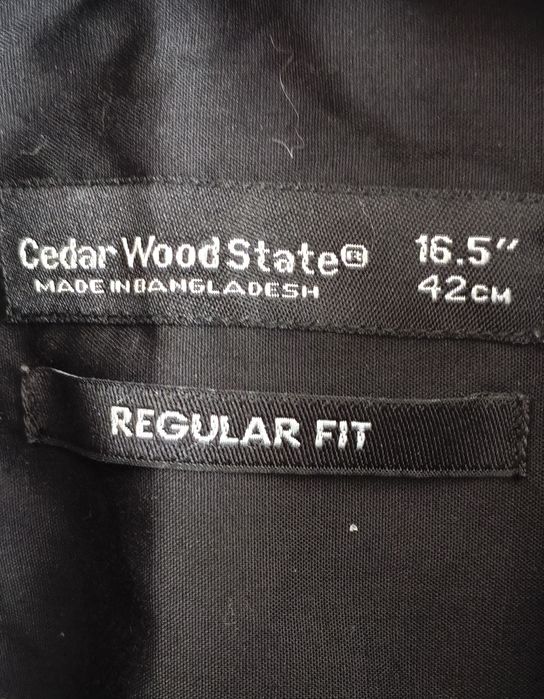 Cedar Wood State® 16.5"
MADE IN BANGLADESH 42CM
REGULAR FIT